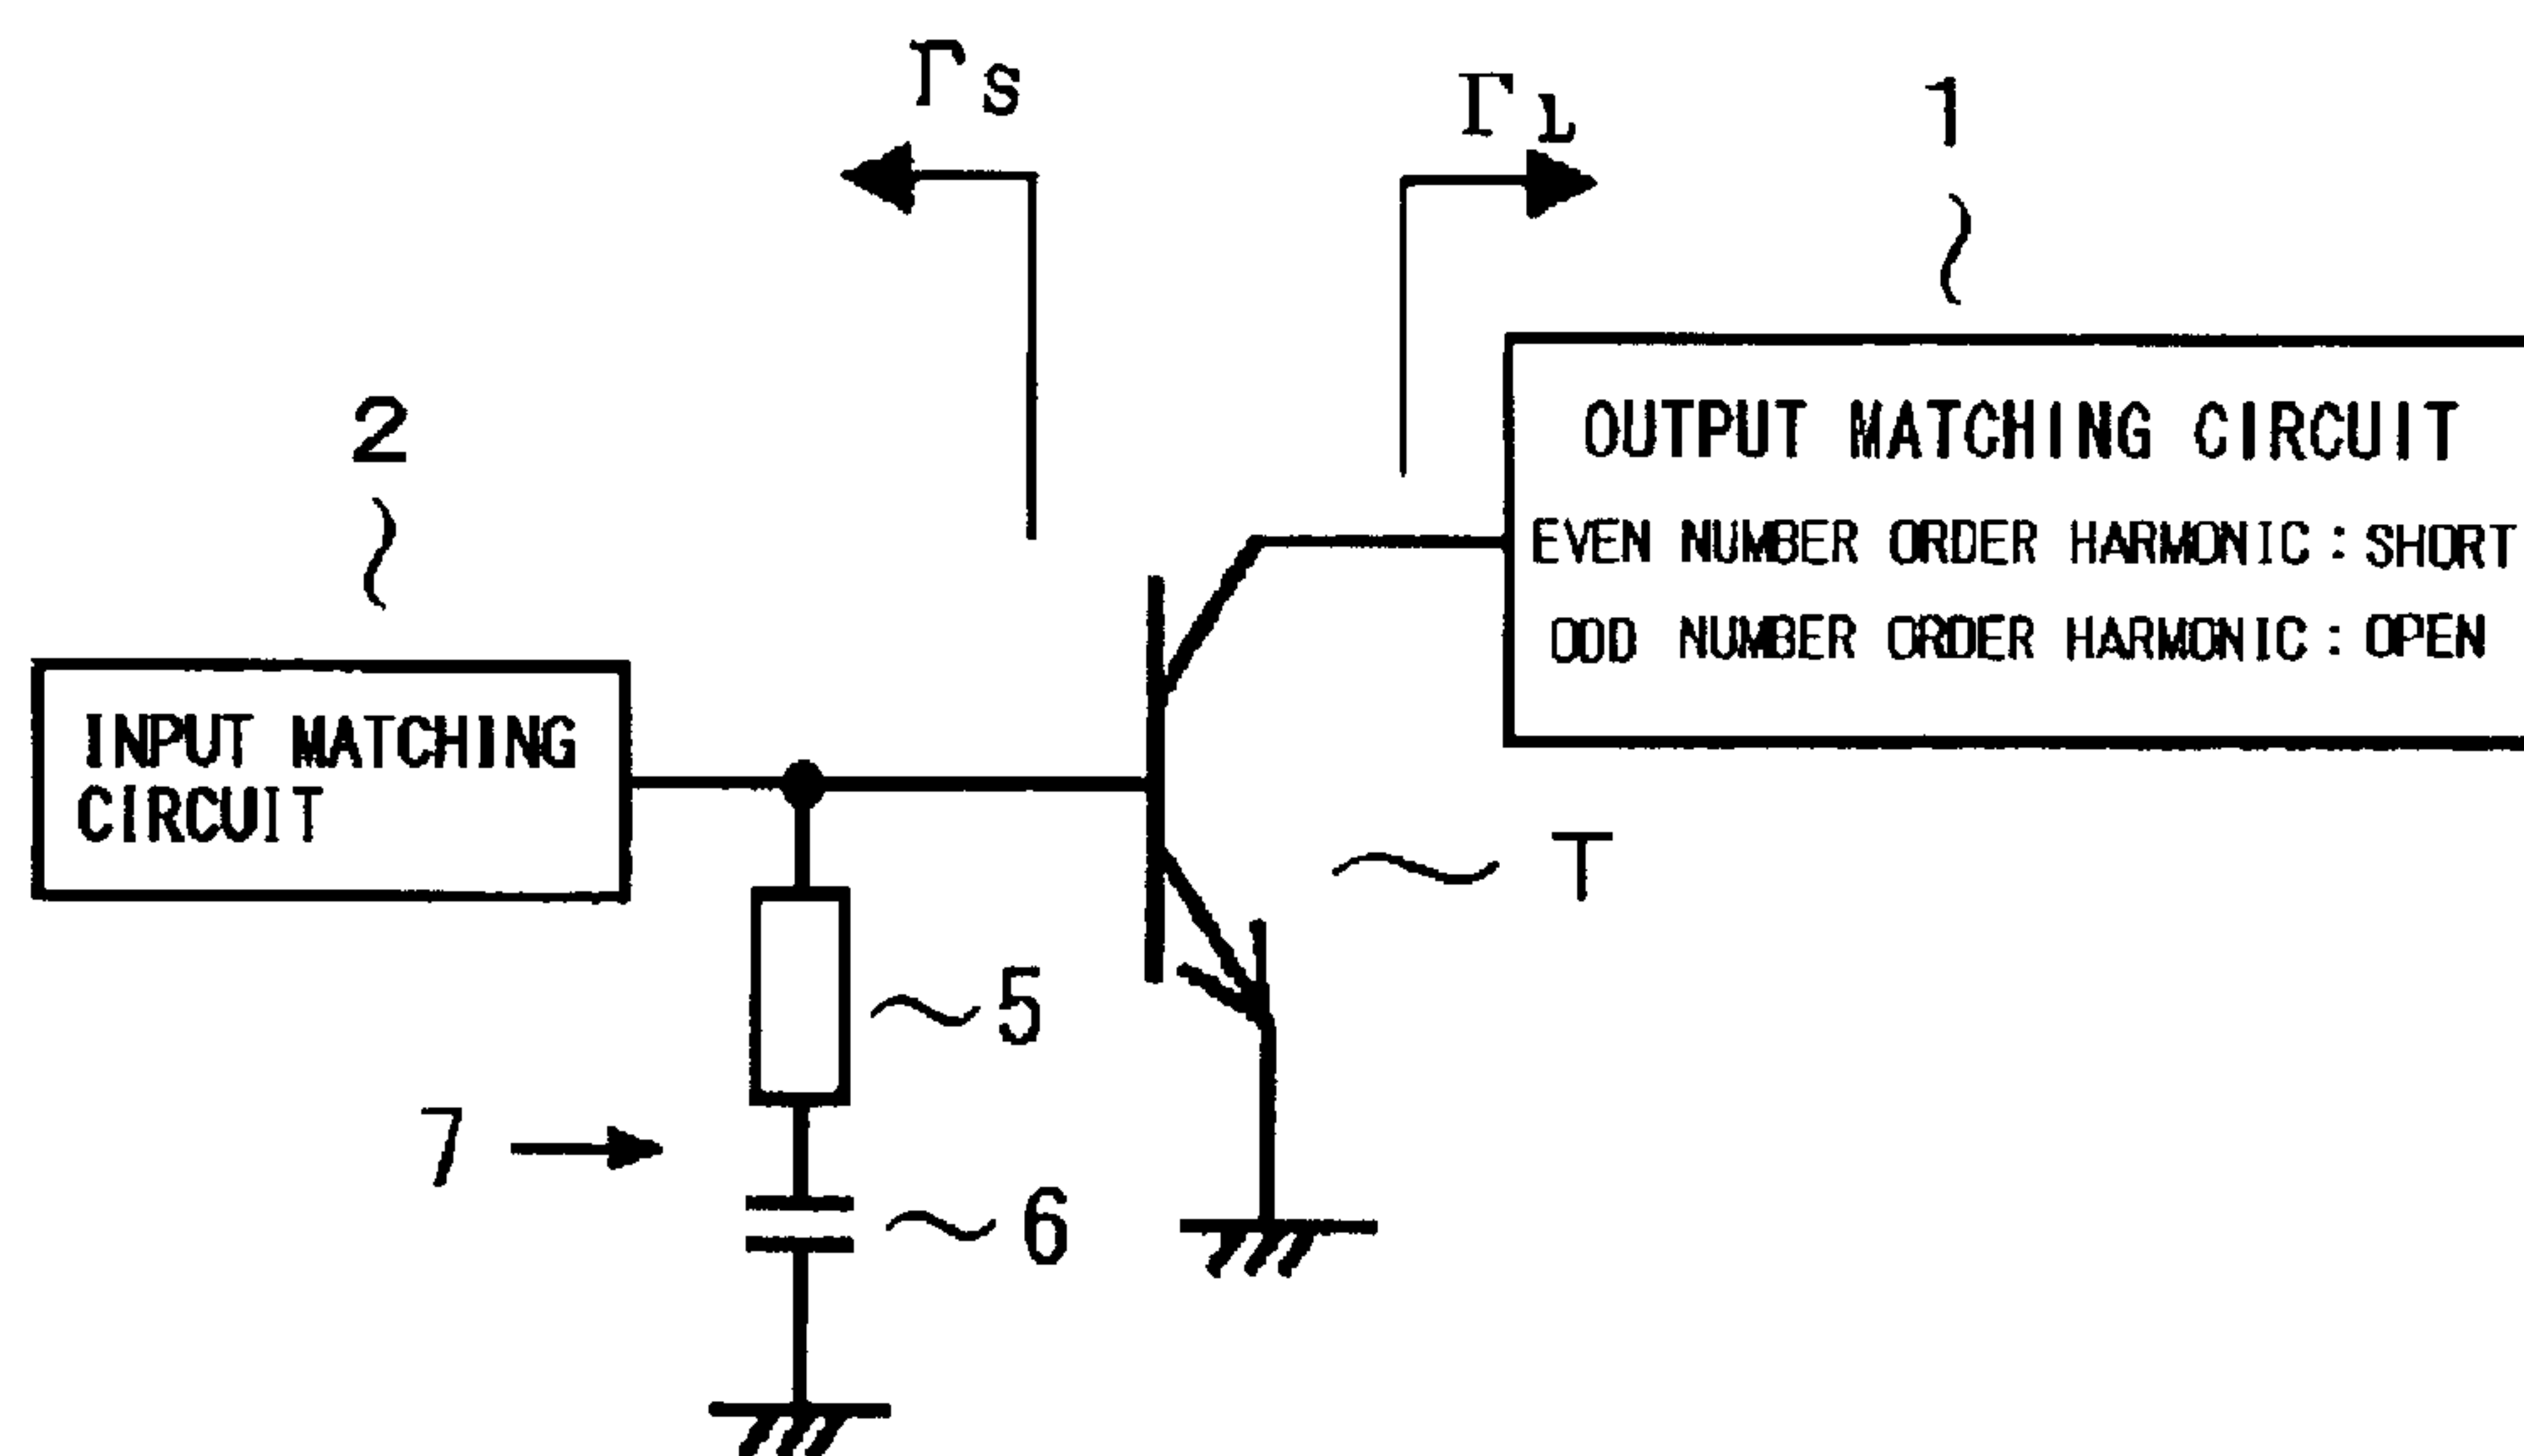 ΓS
ΓL
1
2
OUTPUT MATCHING CIRCUIT
EVEN NUMBER ORDER HARMONIC : SHORT
ODD NUMBER ORDER HARMONIC : OPEN
INPUT MATCHING
CIRCUIT
T
5
7
6